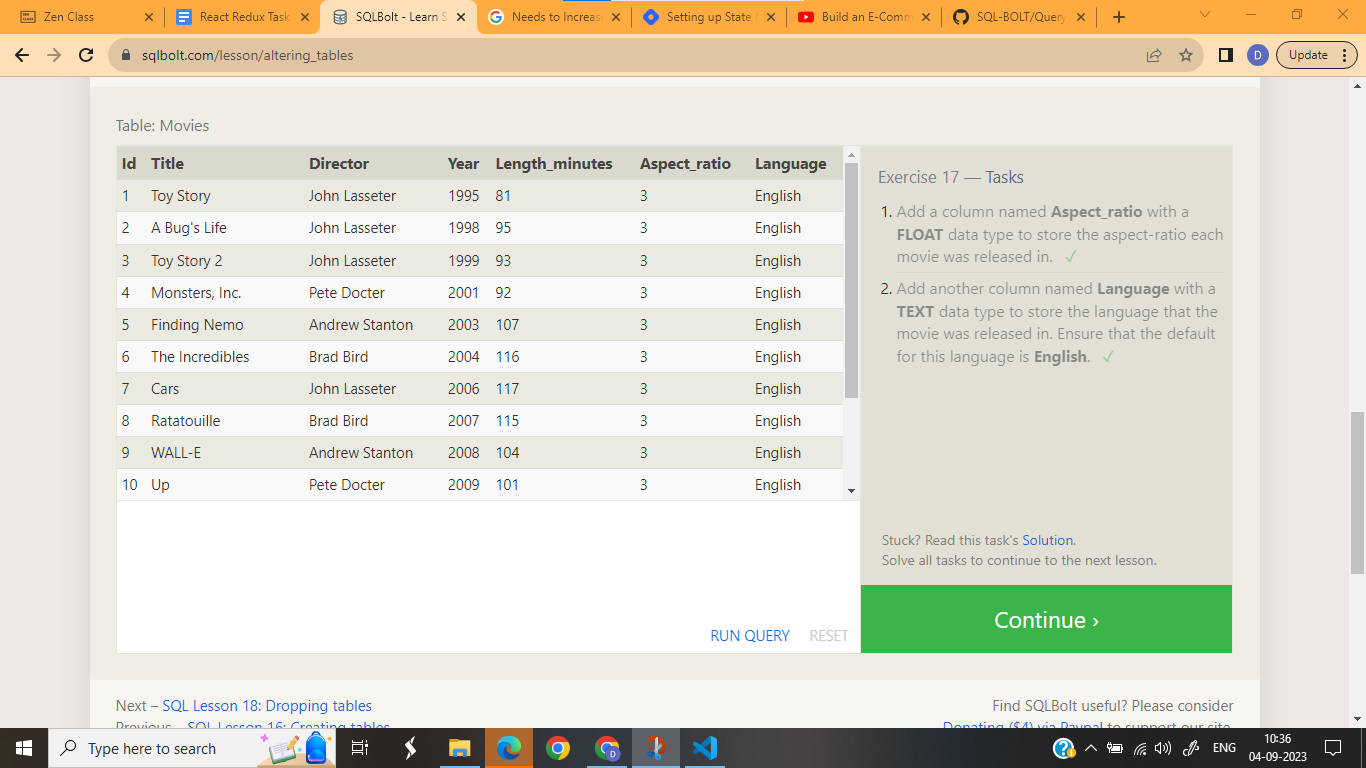 Zen Class
React Redux Task
SQLBolt - Learn S
Needs to Increas
Setting up State
Build an E-Comm
SQL-BOLT/Query
sqlbolt.com/lesson/altering_tables
D
Update
Table: Movies
Id Title Director Year Length_minutes Aspect_ratio Language
1 Toy Story John Lasseter 1995 81 3 English
2 A Bug's Life John Lasseter 1998 95 3 English
3 Toy Story 2 John Lasseter 1999 93 3 English
4 Monsters, Inc. Pete Docter 2001 92 3 English
5 Finding Nemo Andrew Stanton 2003 107 3 English
6 The Incredibles Brad Bird 2004 116 3 English
7 Cars John Lasseter 2006 117 3 English
8 Ratatouille Brad Bird 2007 115 3 English
9 WALL-E Andrew Stanton 2008 104 3 English
10 Up Pete Docter 2009 101 3 English
RUN QUERY RESET
Exercise 17 — Tasks
1. Add a column named Aspect_ratio with a
FLOAT data type to store the aspect-ratio each
movie was released in. ✓
2. Add another column named Language with a
TEXT data type to store the language that the
movie was released in. Ensure that the default
for this language is English. ✓
Stuck? Read this task's Solution.
Solve all tasks to continue to the next lesson.
Continue ›
Next – SQL Lesson 18: Dropping tables
Previous – SQL Lesson 16: Creating tables
Find SQLBolt useful? Please consider
Donating ($4) via Paypal to support our site.
Type here to search
D
ENG
10:36
04-09-2023